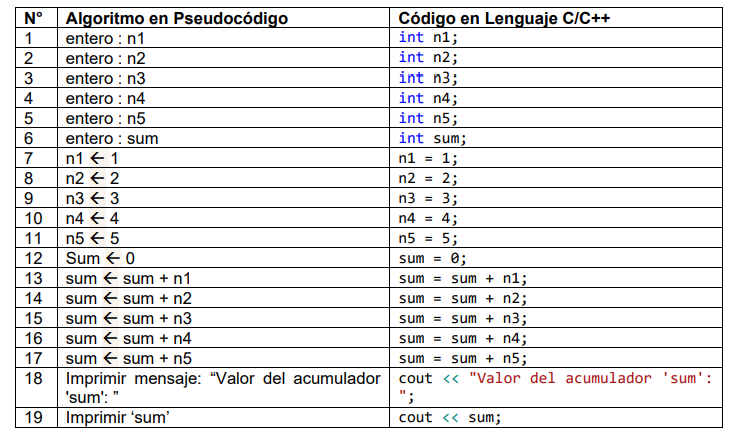 N° Algoritmo en Pseudocódigo Código en Lenguaje C/C++
1 entero : n1 int n1;
2 entero : n2 int n2;
3 entero : n3 int n3;
4 entero : n4 int n4;
5 entero : n5 int n5;
6 entero : sum int sum;
7 n1 ← 1 n1 = 1;
8 n2 ← 2 n2 = 2;
9 n3 ← 3 n3 = 3;
10 n4 ← 4 n4 = 4;
11 n5 ← 5 n5 = 5;
12 Sum ← 0 sum = 0;
13 sum ← sum + n1 sum = sum + n1;
14 sum ← sum + n2 sum = sum + n2;
15 sum ← sum + n3 sum = sum + n3;
16 sum ← sum + n4 sum = sum + n4;
17 sum ← sum + n5 sum = sum + n5;
18 Imprimir mensaje: “Valor del acumulador cout << "Valor del acumulador 'sum':
'sum': ” ";
19 Imprimir ‘sum’ cout << sum;